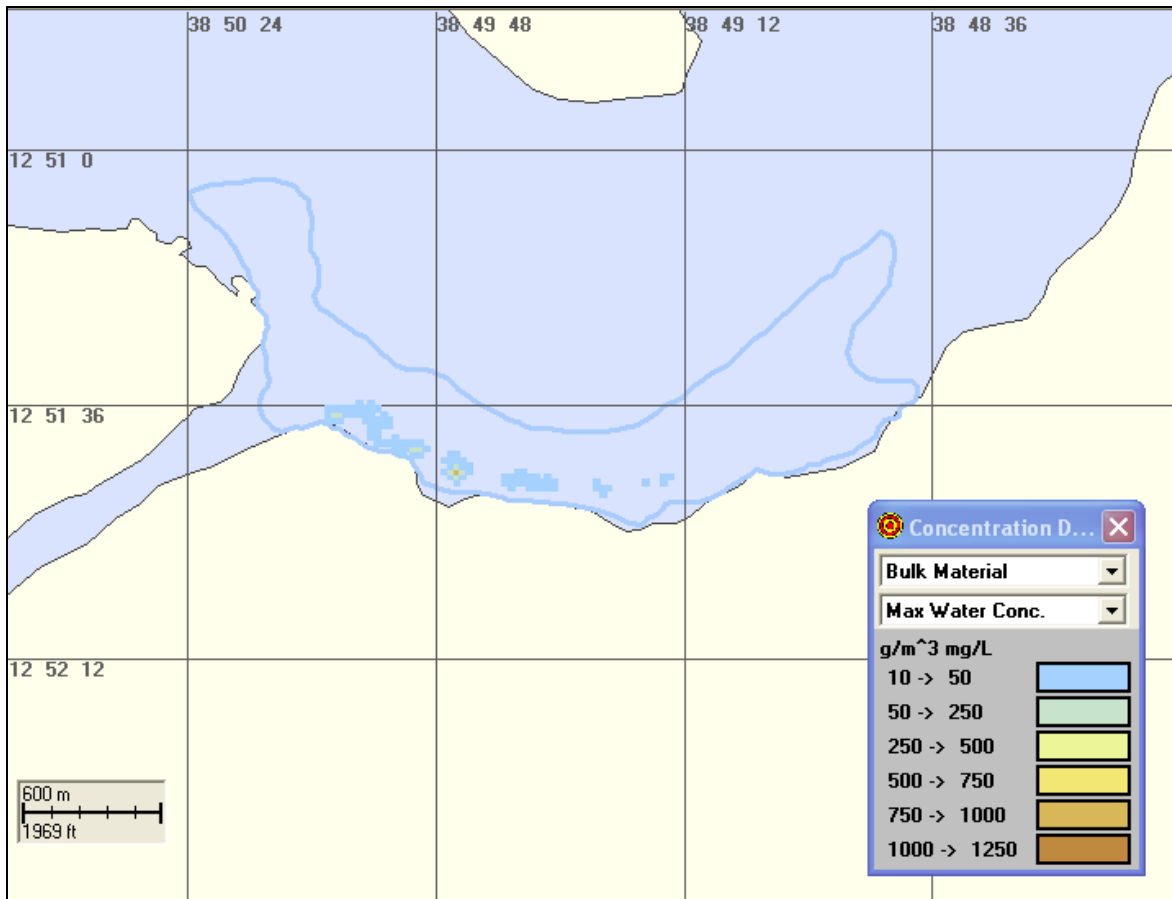 38 50 24
38 49 48
38 49 12
38 48 36
12 51 0
12 51 36
12 52 12
600 m
1969 ft
Concentration D...
Bulk Material
Max Water Conc.
g/m^3 mg/L
10 -> 50
50 -> 250
250 -> 500
500 -> 750
750 -> 1000
1000 -> 1250